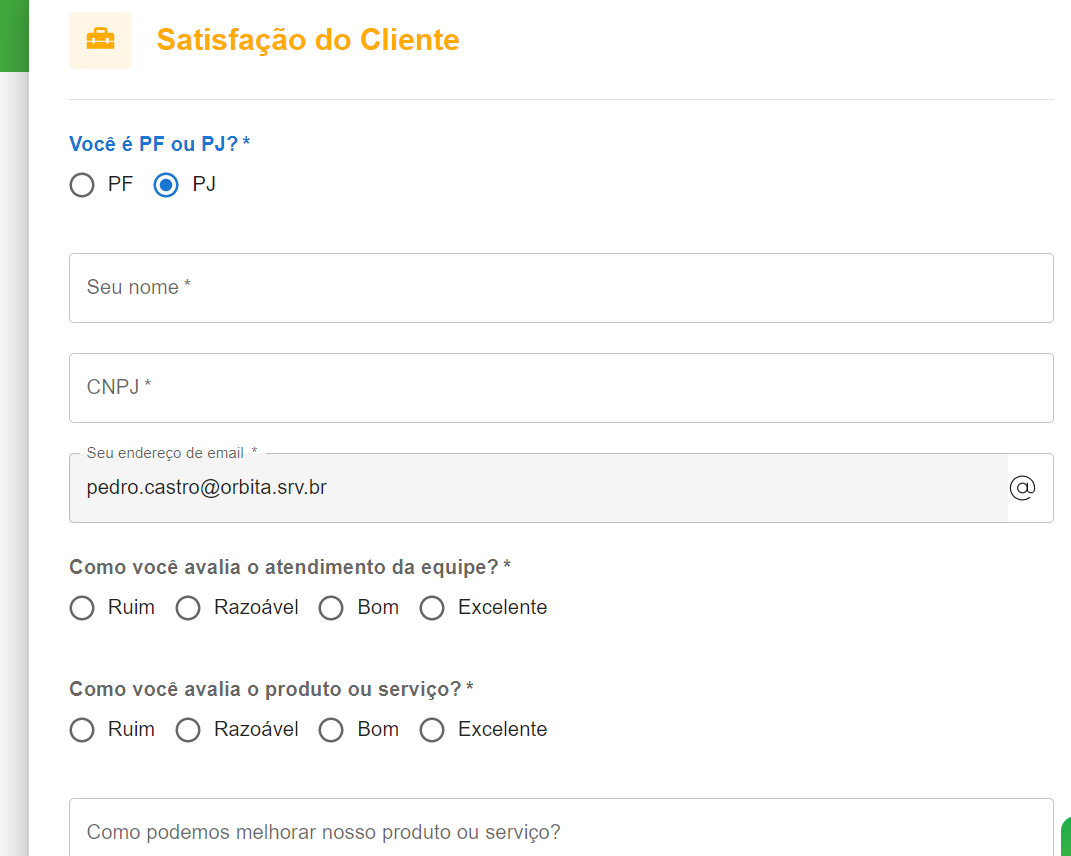 Satisfação do Cliente
Você é PF ou PJ? *
PF PJ
Seu nome *
CNPJ *
Seu endereço de email *
pedro.castro@orbita.srv.br @
Como você avalia o atendimento da equipe? *
Ruim Razoável Bom Excelente
Como você avalia o produto ou serviço? *
Ruim Razoável Bom Excelente
Como podemos melhorar nosso produto ou serviço?